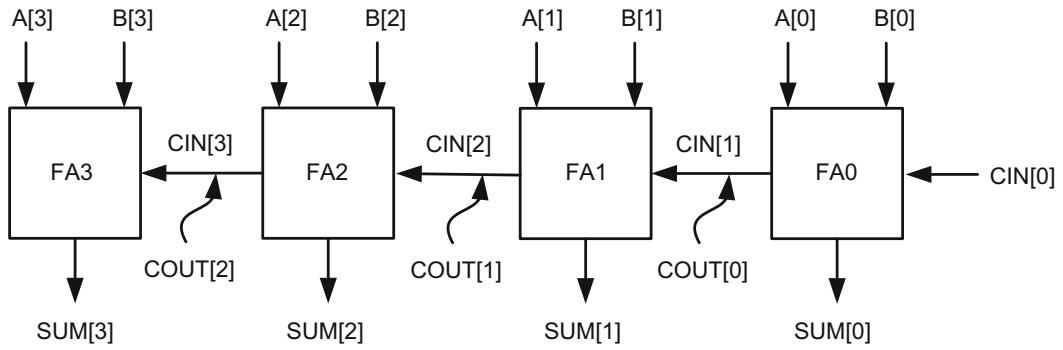 A[3] B[3] A[2] B[2] A[1] B[1] A[0] B[0]
CIN[3] CIN[2] CIN[1]
FA3 FA2 FA1 FA0 CIN[0]
COUT[2] COUT[1] COUT[0]
SUM[3] SUM[2] SUM[1] SUM[0]